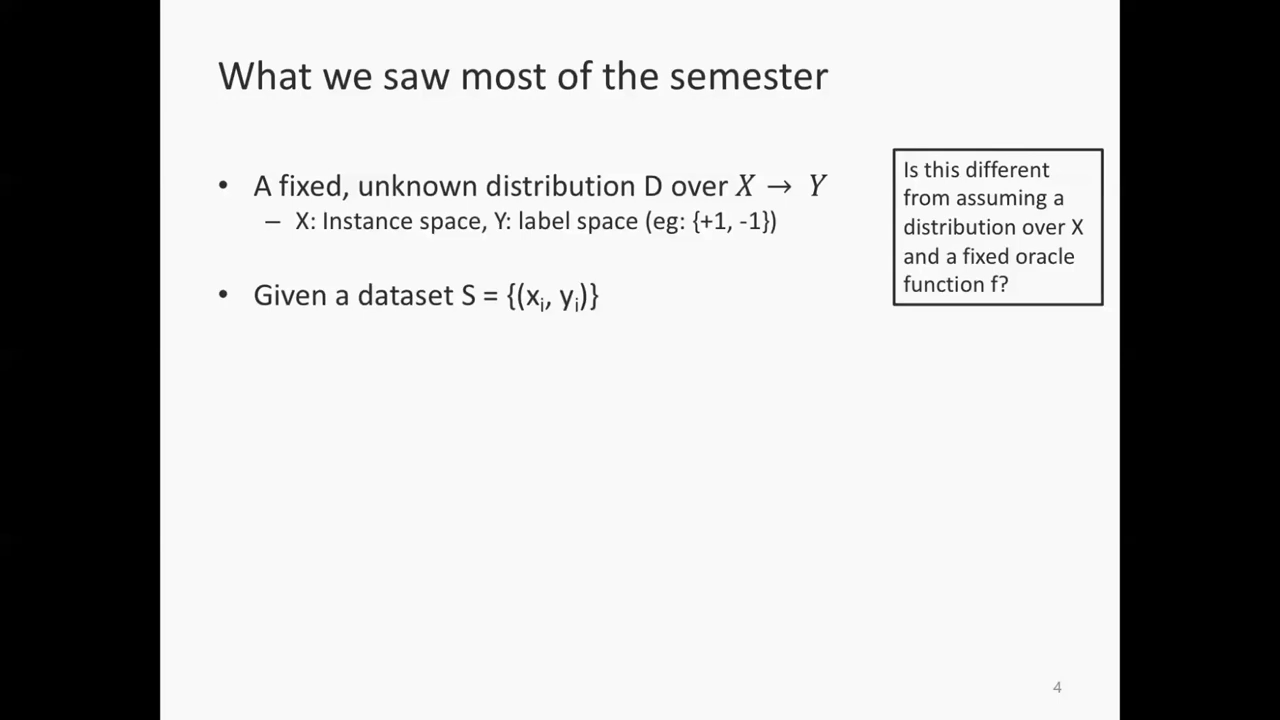 What we saw most of the semester
• A fixed, unknown distribution D over X → Y
– X: Instance space, Y: label space (eg: {+1, -1})
• Given a dataset S = {(xᵢ, yᵢ)}
Is this different
from assuming a
distribution over X
and a fixed oracle
function f?
4